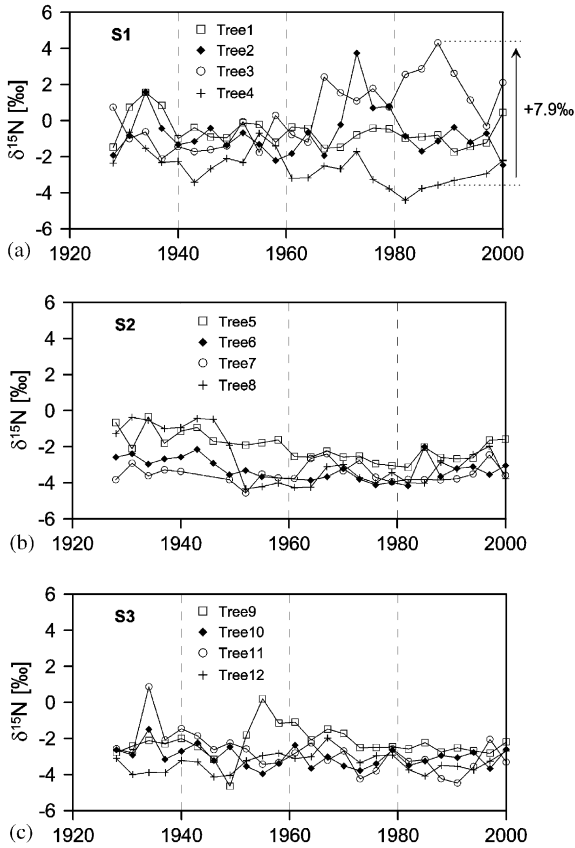 S1
Tree1
Tree2
Tree3
Tree4
6
4
2
0
-2
-4
-6
δ¹⁵N [‰]
+7.9‰
(a)
1920 1940 1960 1980 2000
S2
Tree5
Tree6
Tree7
Tree8
6
4
2
0
-2
-4
-6
δ¹⁵N [‰]
(b)
1920 1940 1960 1980 2000
S3
Tree9
Tree10
Tree11
Tree12
6
4
2
0
-2
-4
-6
δ¹⁵N [‰]
(c)
1920 1940 1960 1980 2000